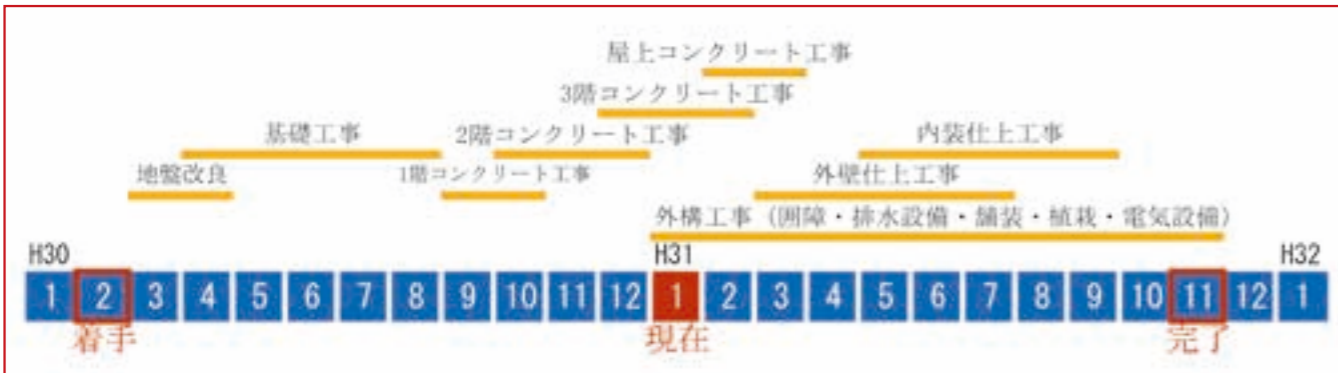 屋上コンクリート工事
3階コンクリート工事
基礎工事
2階コンクリート工事
内装仕上工事
地盤改良
1階コンクリート工事
外壁仕上工事
外構工事（囲障・排水設備・舗装・植栽・電気設備）
H30
H31
H32
1 2 3 4 5 6 7 8 9 10 11 12 1 2 3 4 5 6 7 8 9 10 11 12 1
着手
現在
完了